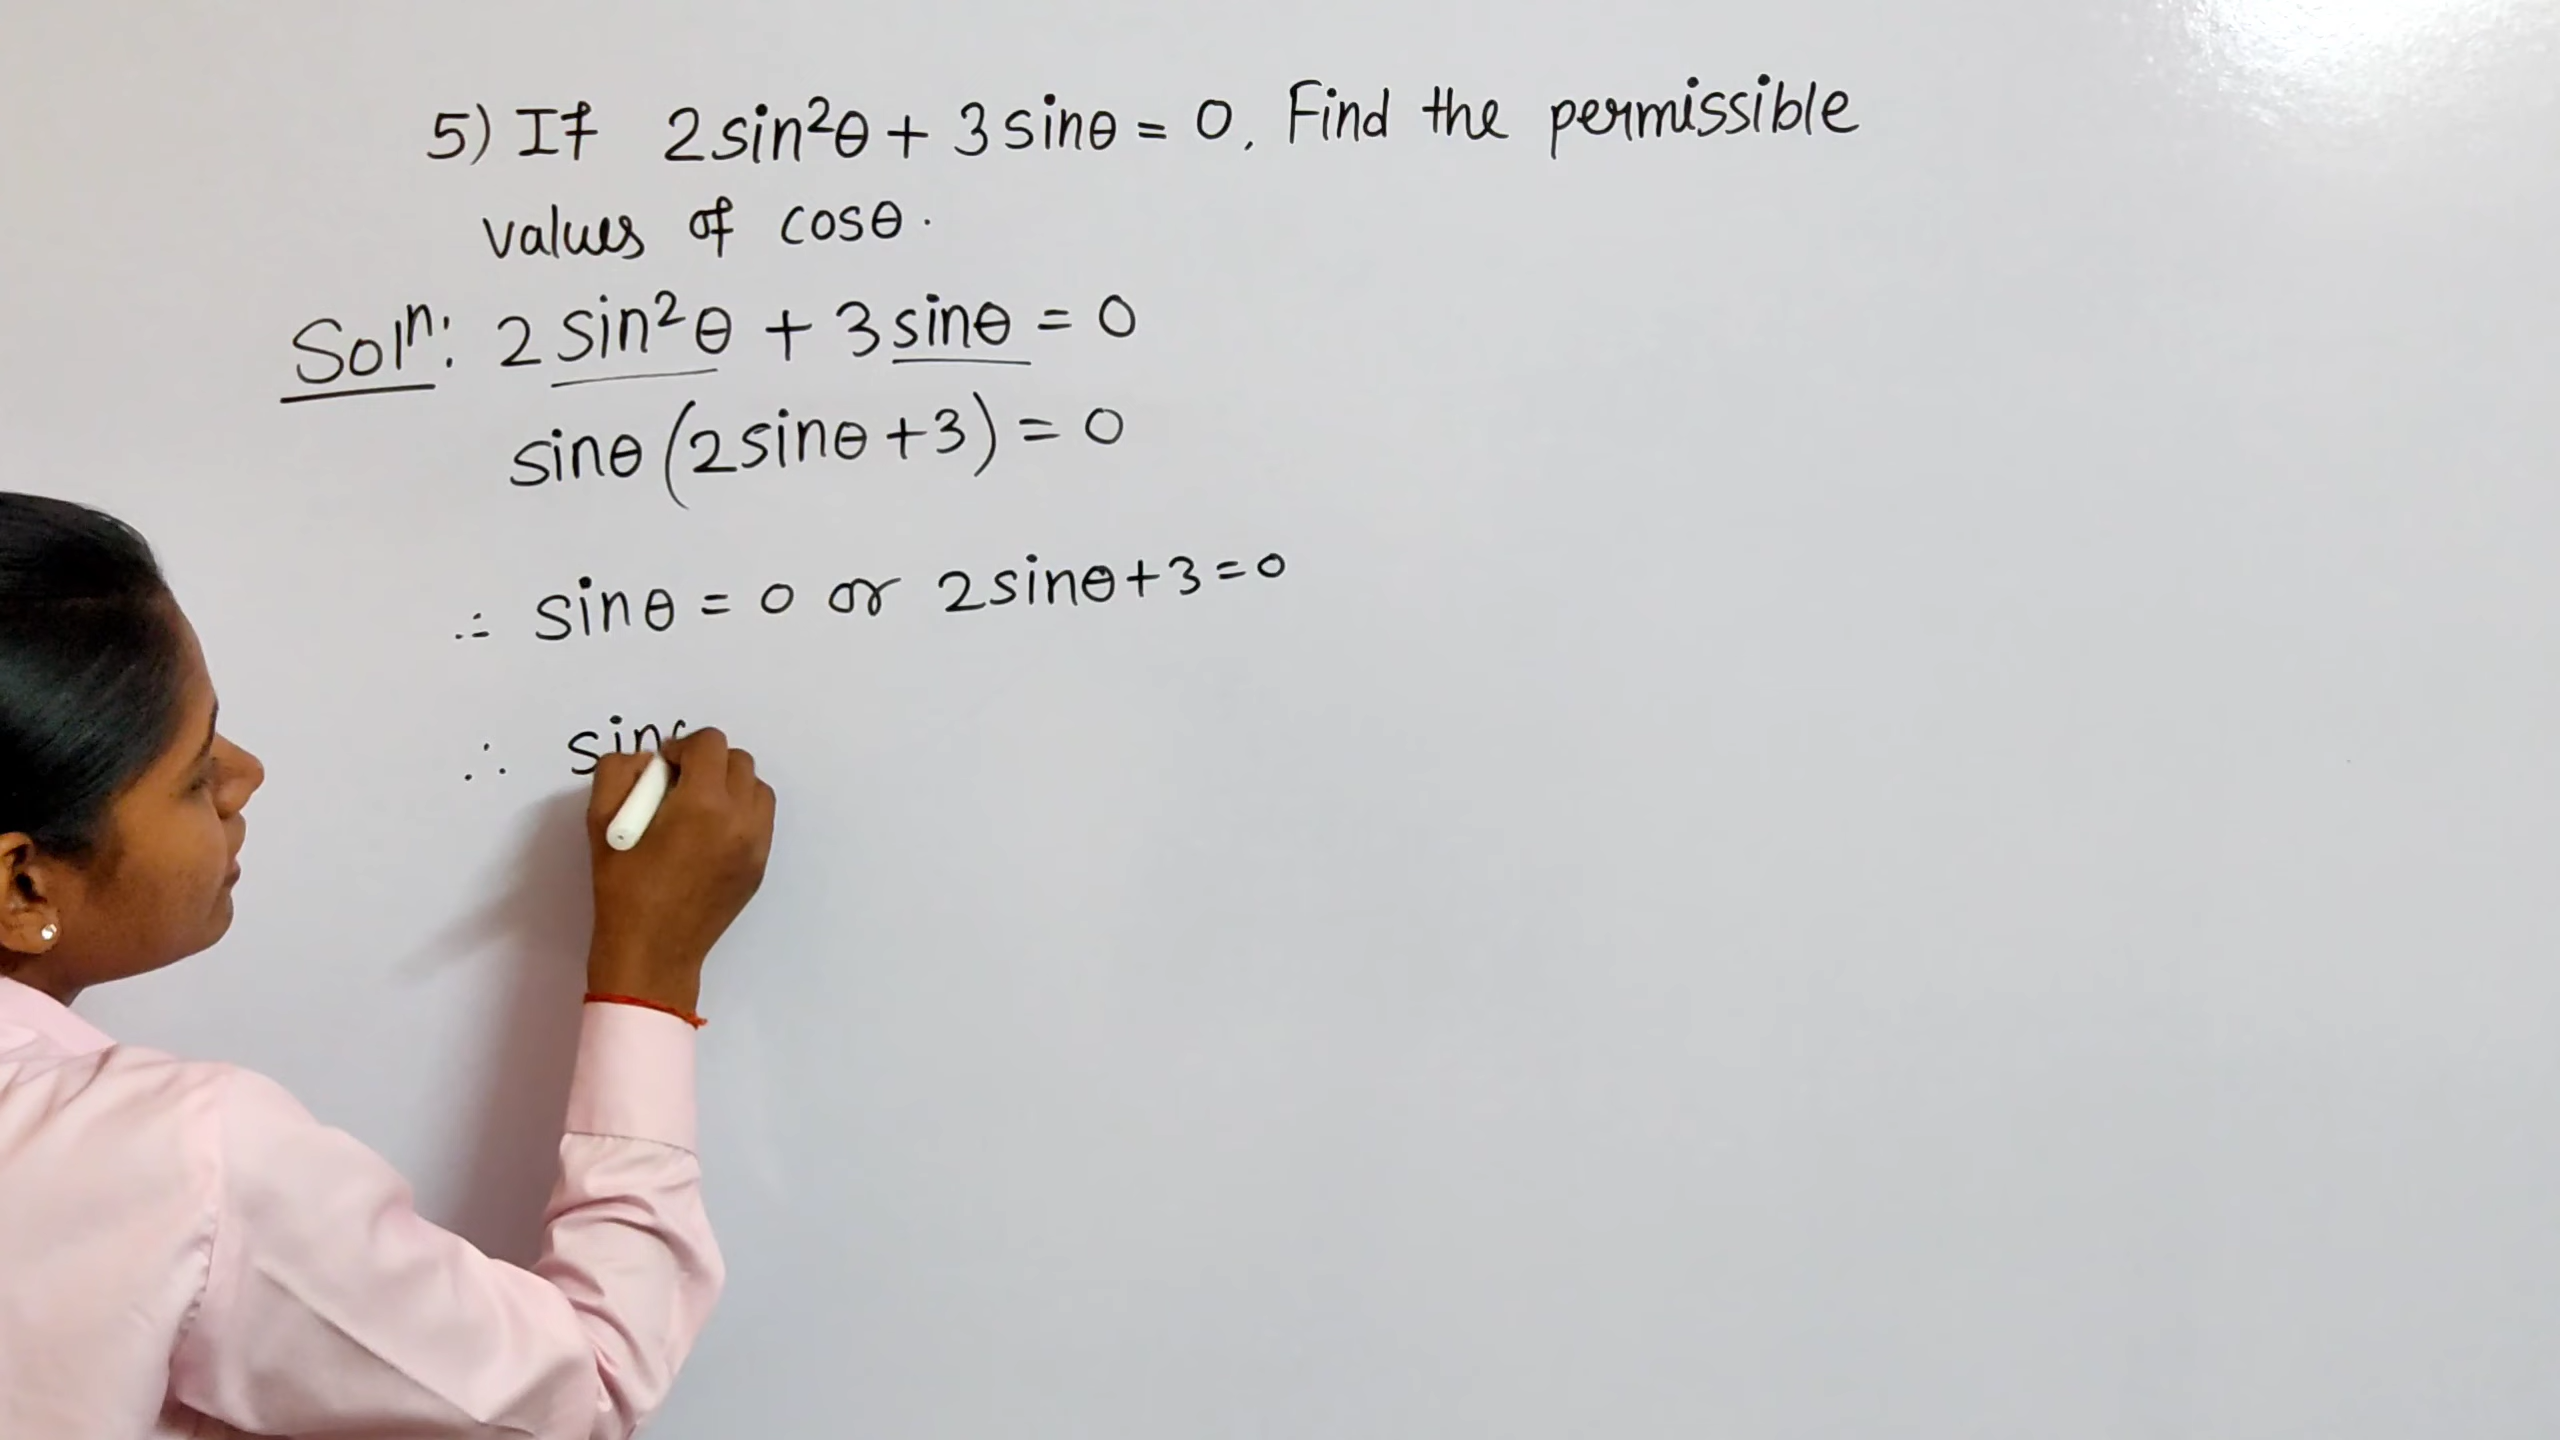 5) If 2sin²θ + 3sinθ = 0, Find the permissible
values of cosθ.
Solⁿ: 2sin²θ + 3sinθ = 0
sinθ(2sinθ+3) = 0
∴ sinθ = 0 or 2sinθ+3=0
∴ sin